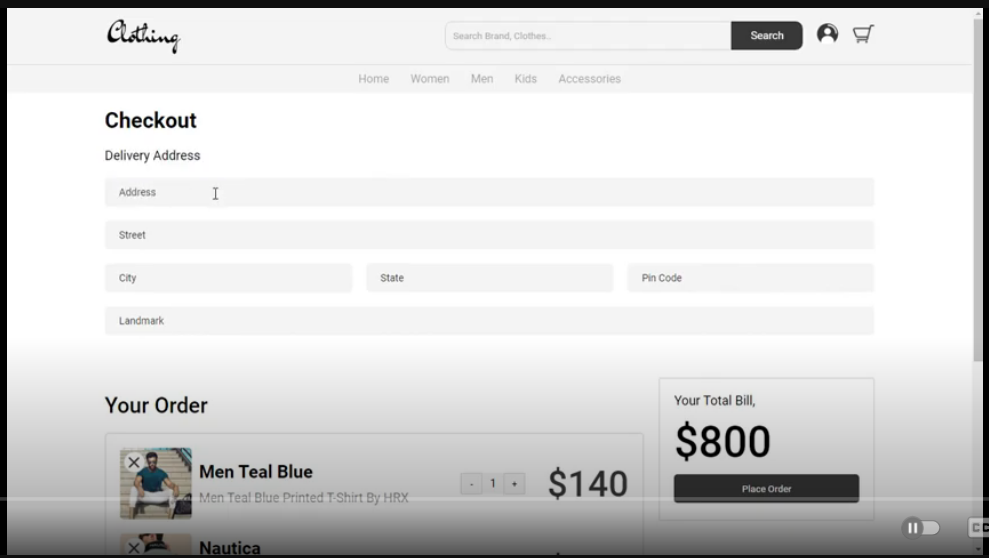 Clothing
Search Brand, Clothes..
Search
Home Women Men Kids Accessories
Checkout
Delivery Address
Address
Street
City State Pin Code
Landmark
Your Order
Your Total Bill,
$800
Place Order
Men Teal Blue
Men Teal Blue Printed T-Shirt By HRX
- 1 +
$140
Nautica
CC